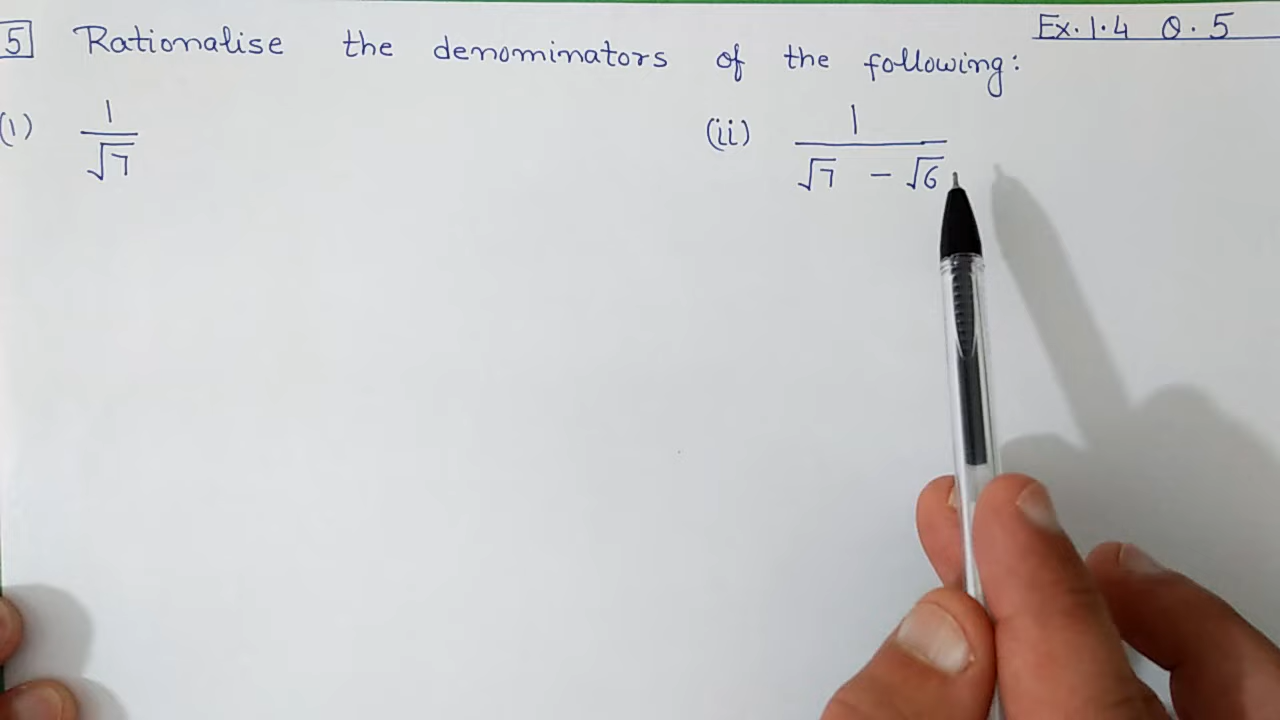 Ex. 1.4 Q. 5
5 Rationalise the denominators of the following:
(i) 1/√7
(ii) 1/(√7 - √6)